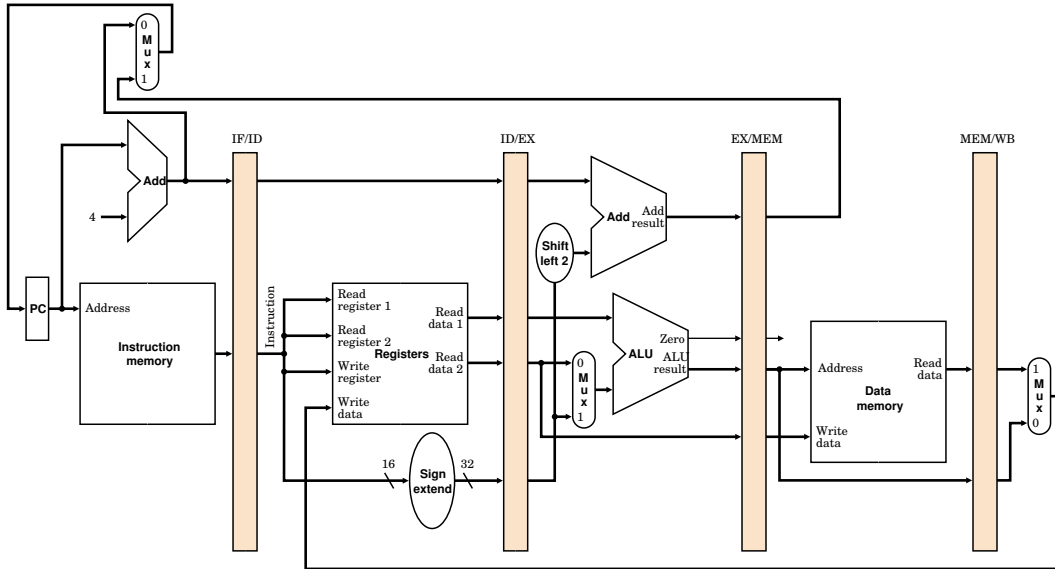 0
M
u
x
1
IF/ID
ID/EX
EX/MEM
MEM/WB
Add
4
Add
Add
result
Shift
left 2
PC
Address
Instruction
memory
Instruction
Read
register 1
Read
register 2
Write
register
Write
data
Registers
Read
data 1
Read
data 2
0
M
u
x
1
Zero
ALU
ALU
result
Address
Read
data
Data
memory
Write
data
1
M
u
x
0
16
Sign
extend
32